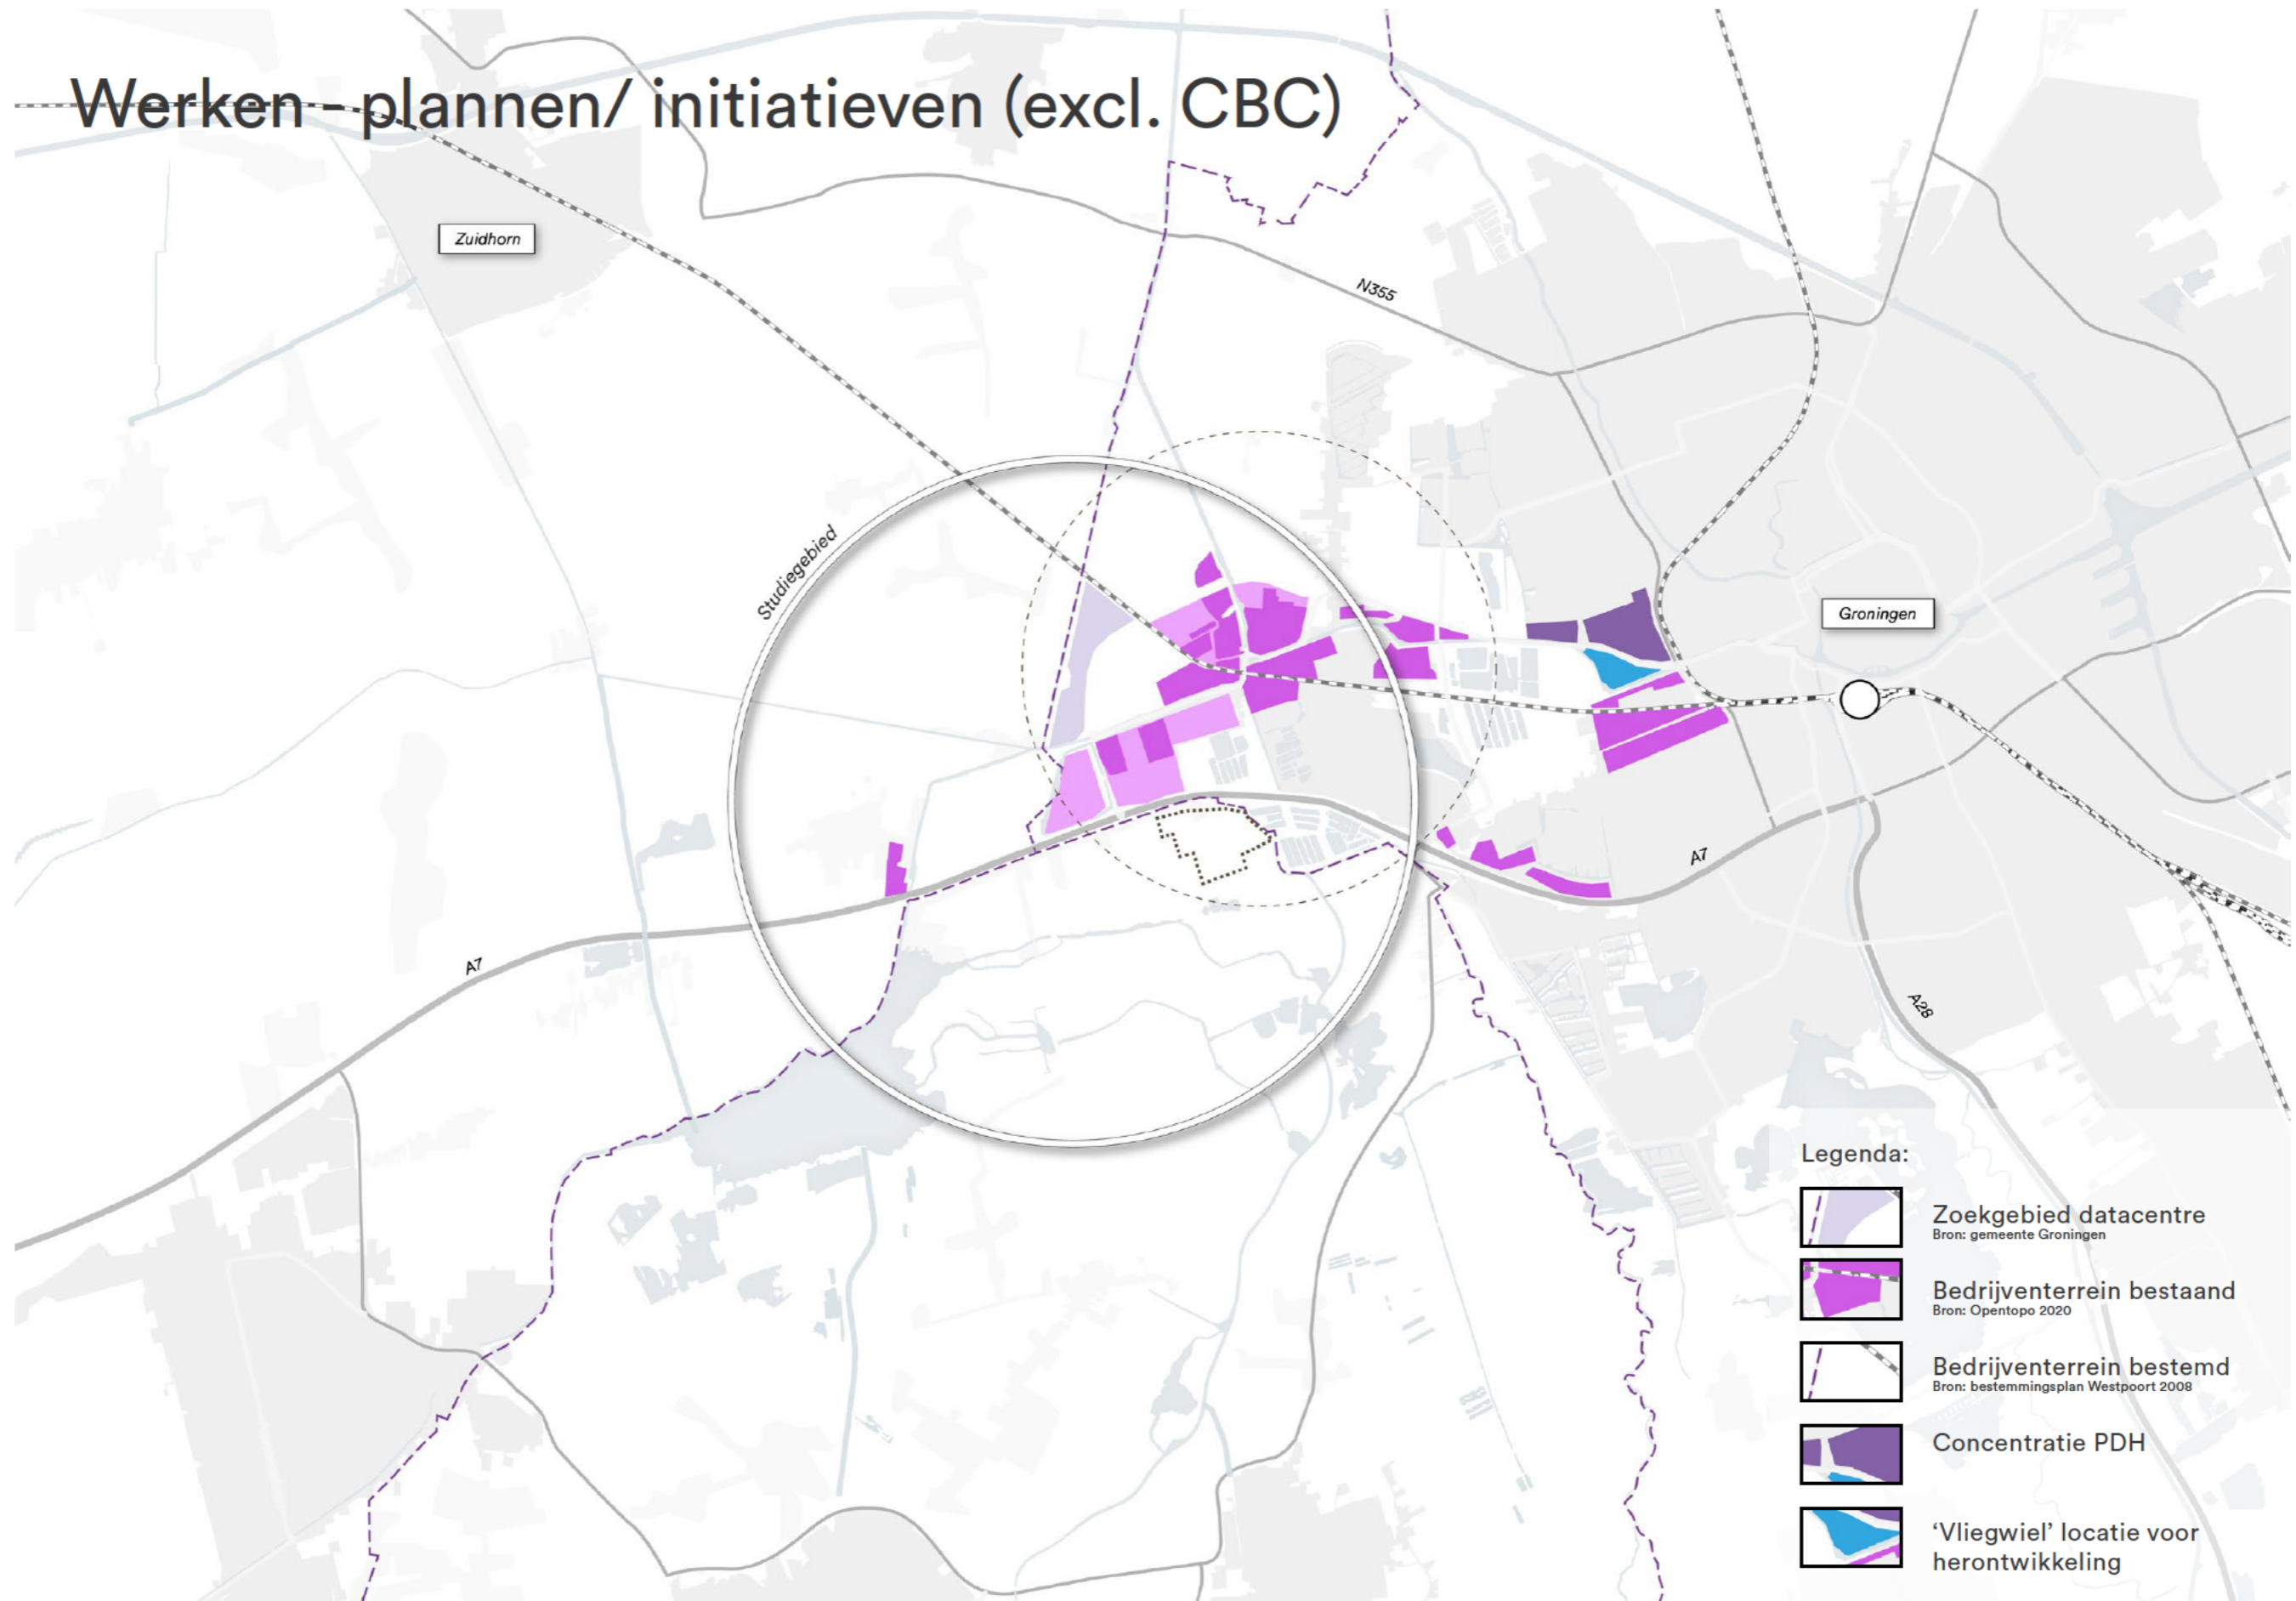 Werken - plannen/ initiatieven (excl. CBC)
Zuidhorn
N355
Studiegebied
Groningen
A7
A7
A28
Legenda:
Zoekgebied datacentre
Bron: gemeente Groningen
Bedrijventerrein bestaand
Bron: Opentopo 2020
Bedrijventerrein bestemd
Bron: bestemmingsplan Westpoort 2008
Concentratie PDH
‘Vliegwiel’ locatie voor
herontwikkeling